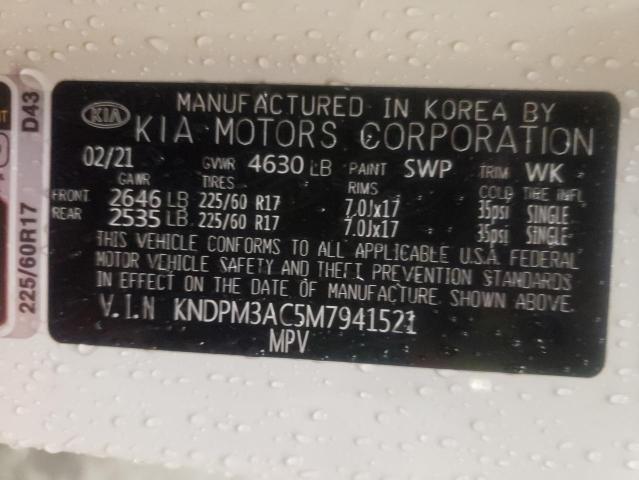 KIA MANUFACTURED IN KOREA BY
KIA MOTORS CORPORATION
02/21 GVWR 4630 LB PAINT SWP TRIM WK
GAWR TIRES RIMS COLD TIRE INFL.
FRONT 2646 LB 225/60 R17 7.0Jx17 35psi SINGLE
REAR 2535 LB 225/60 R17 7.0Jx17 35psi SINGLE
THIS VEHICLE CONFORMS TO ALL APPLICABLE U.S.A. FEDERAL
MOTOR VEHICLE SAFETY AND THEFT PREVENTION STANDARDS
IN EFFECT ON THE DATE OF MANUFACTURE, SHOWN ABOVE.
V.I.N KNDPM3AC5M7941521
MPV
225/60R17 D43